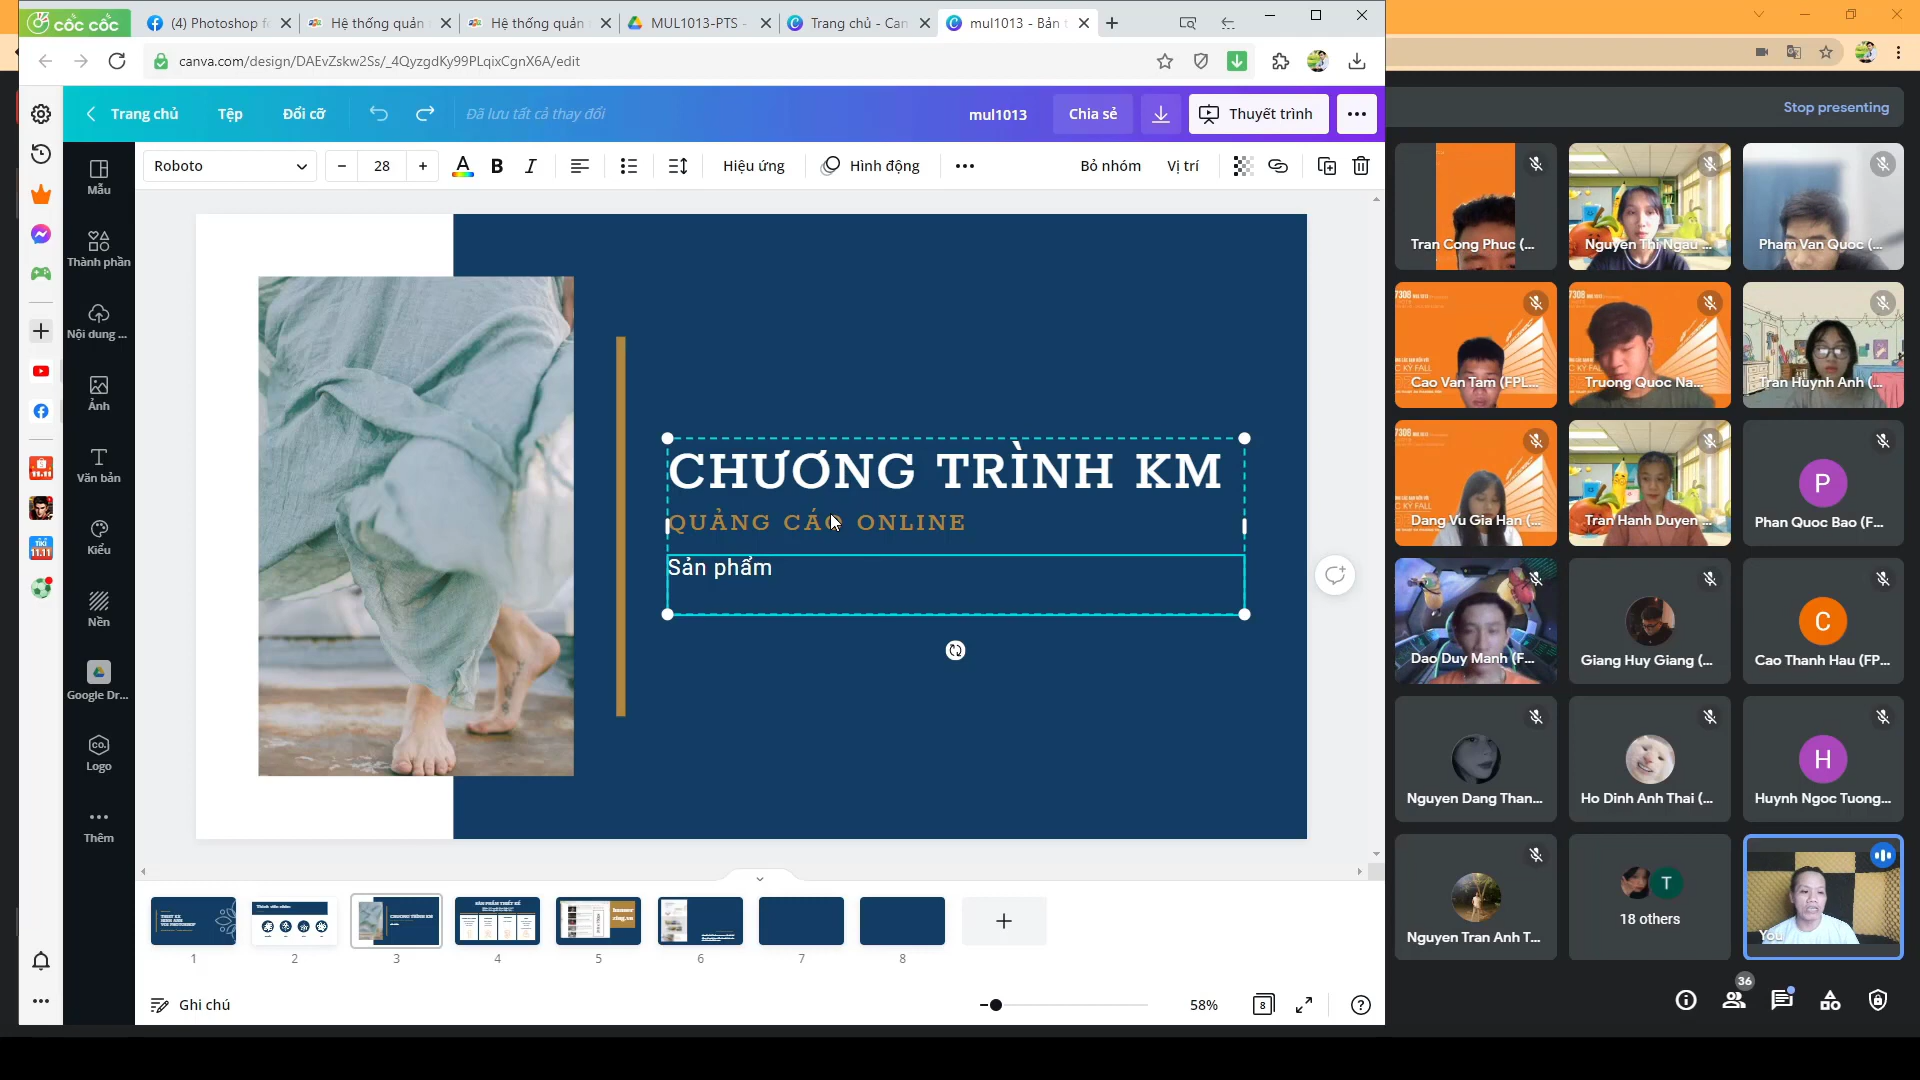 cốc cốc
(4) Photoshop f
Hệ thống quản
Hệ thống quản
MUL1013-PTS -
Trang chủ - Can
mul1013 - Bản t
canva.com/design/DAEvZskw2Ss/_4QyzgdKy99PLqixCgnX6A/edit
Trang chủ
Tệp
Đổi cỡ
Đã lưu tất cả thay đổi
mul1013
Chia sẻ
Thuyết trình
Stop presenting
Roboto
28
A
B
I
Hiệu ứng
Hình động
Bỏ nhóm
Vị trí
Mẫu
Thành phần
Nội dung ...
Ảnh
Văn bản
Kiểu
Nền
Google Dr...
Logo
Thêm
CHƯƠNG TRÌNH KM
QUẢNG CÁO ONLINE
Sản phẩm
Tran Cong Phuc (...
Nguyen Thi Ngau ...
Pham Van Quoc (...
Cao Van Tam (FPL...
Truong Quoc Na...
Tran Huynh Anh (...
Dang Vu Gia Han (...
Tran Hanh Duyen ...
P
Phan Quoc Bao (F...
Dao Duy Manh (F...
Giang Huy Giang (...
C
Cao Thanh Hau (FP...
Nguyen Dang Than...
Ho Dinh Anh Thai (...
H
Huynh Ngoc Tuong...
Nguyen Tran Anh T...
T
18 others
You
1
2
3
4
5
6
7
8
Ghi chú
58%
8
36